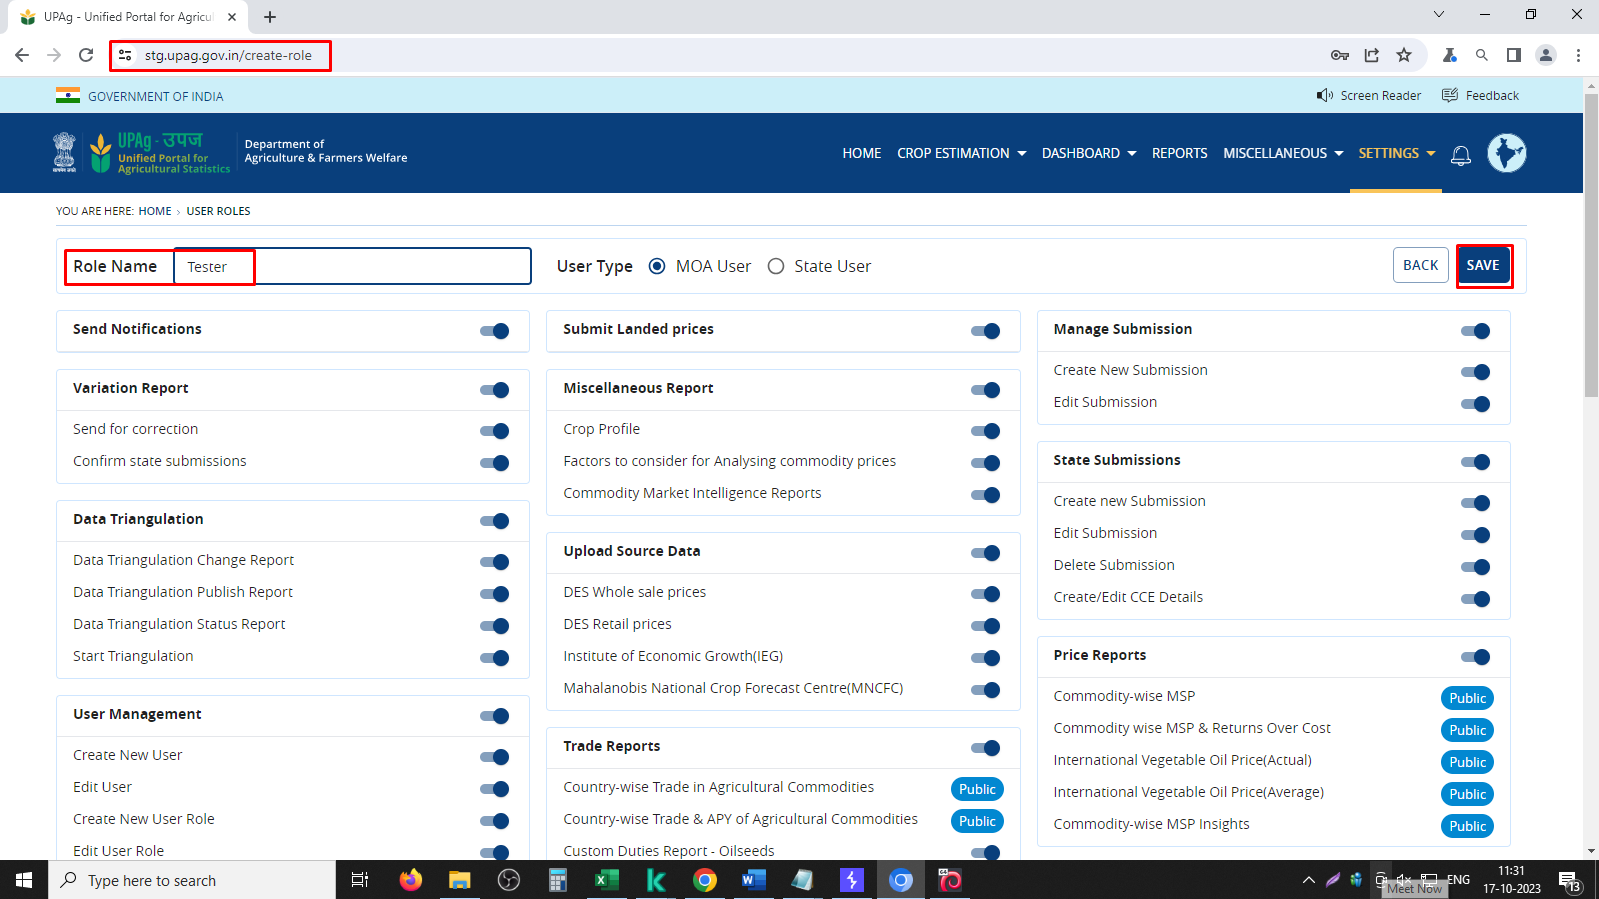 UPAg - Unified Portal for Agricul
stg.upag.gov.in/create-role
GOVERNMENT OF INDIA
Screen Reader
Feedback
UPAg - उपज
Unified Portal for
Agricultural Statistics
Department of
Agriculture & Farmers Welfare
HOME
CROP ESTIMATION
DASHBOARD
REPORTS
MISCELLANEOUS
SETTINGS
YOU ARE HERE: HOME › USER ROLES
Role Name
Tester
User Type
MOA User
State User
BACK
SAVE
Send Notifications
Variation Report
Send for correction
Confirm state submissions
Data Triangulation
Data Triangulation Change Report
Data Triangulation Publish Report
Data Triangulation Status Report
Start Triangulation
User Management
Create New User
Edit User
Create New User Role
Edit User Role
Submit Landed prices
Miscellaneous Report
Crop Profile
Factors to consider for Analysing commodity prices
Commodity Market Intelligence Reports
Upload Source Data
DES Whole sale prices
DES Retail prices
Institute of Economic Growth(IEG)
Mahalanobis National Crop Forecast Centre(MNCFC)
Trade Reports
Country-wise Trade in Agricultural Commodities Public
Country-wise Trade & APY of Agricultural Commodities Public
Custom Duties Report - Oilseeds
Manage Submission
Create New Submission
Edit Submission
State Submissions
Create new Submission
Edit Submission
Delete Submission
Create/Edit CCE Details
Price Reports
Commodity-wise MSP Public
Commodity wise MSP & Returns Over Cost Public
International Vegetable Oil Price(Actual) Public
International Vegetable Oil Price(Average) Public
Commodity-wise MSP Insights Public
Type here to search
ENG
11:31
17-10-2023
13
Meet Now